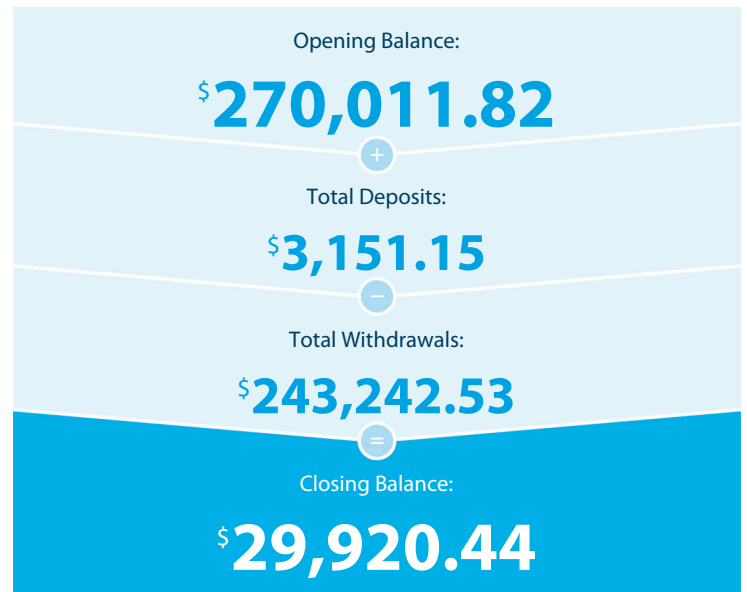 Opening Balance:
$270,011.82
+
Total Deposits:
$3,151.15
−
Total Withdrawals:
$243,242.53
=
Closing Balance:
$29,920.44